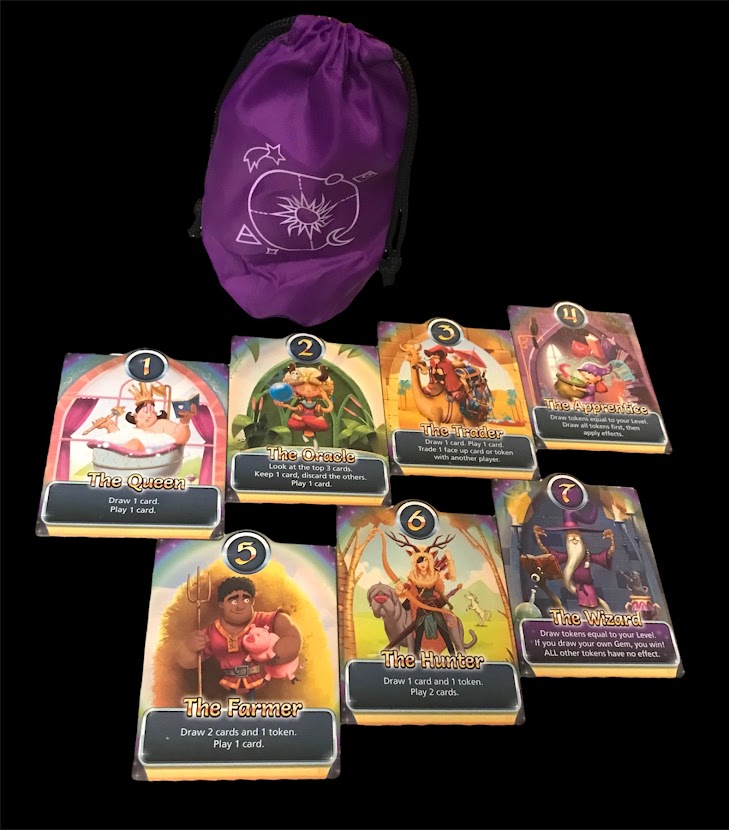 1
The Queen
Draw 1 card.
Play 1 card.
2
The Oracle
Look at the top 3 cards.
Keep 1 card, discard the others.
Play 1 card.
3
The Trader
Draw 1 card. Play 1 card.
Trade 1 face up card or token
with another player.
4
The Apprentice
Draw tokens equal to your Level.
Draw all tokens first, then
apply effects.
5
The Farmer
Draw 2 cards and 1 token.
Play 1 card.
6
The Hunter
Draw 1 card and 1 token.
Play 2 cards.
7
The Wizard
Draw tokens equal to your Level.
If you draw your own Gem, you win!
ALL other tokens have no effect.